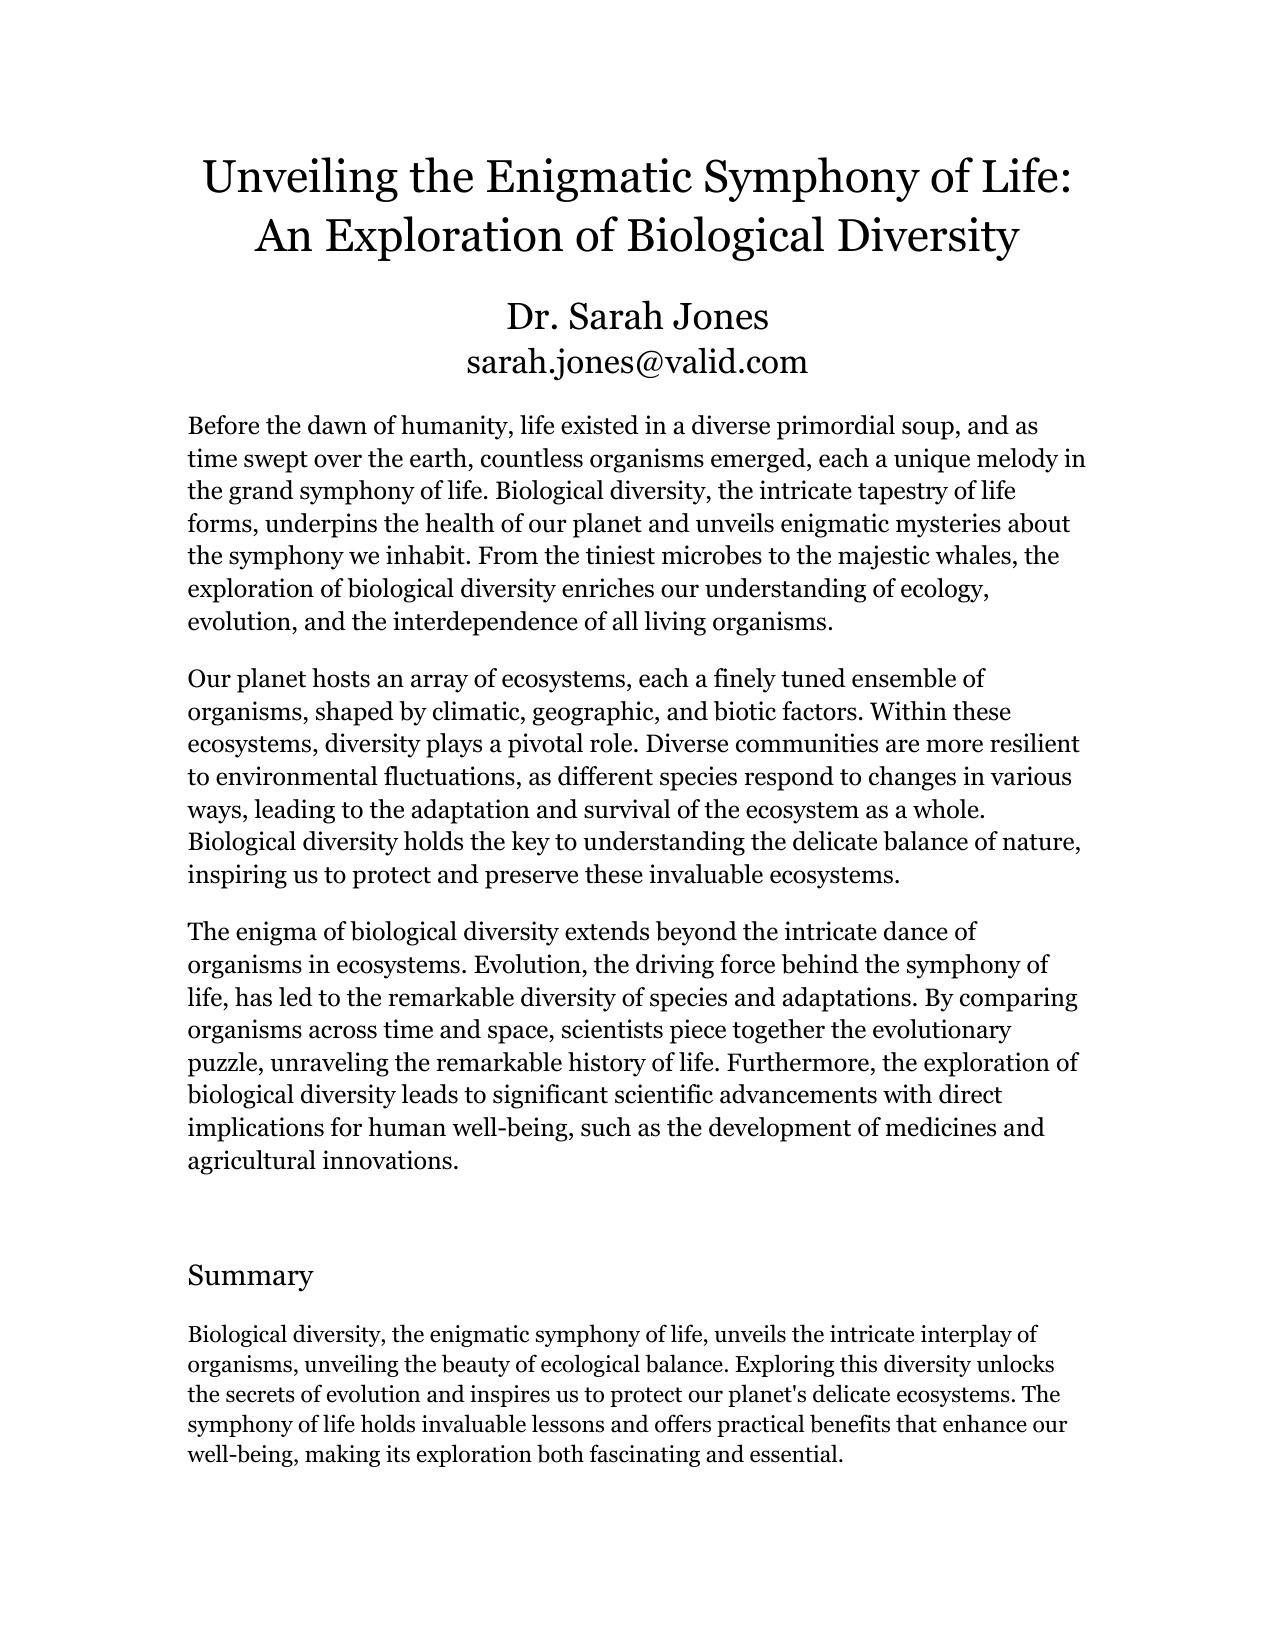 Unveiling the Enigmatic Symphony of Life:
An Exploration of Biological Diversity
Dr. Sarah Jones
sarah.jones@valid.com
Before the dawn of humanity, life existed in a diverse primordial soup, and as
time swept over the earth, countless organisms emerged, each a unique melody in
the grand symphony of life. Biological diversity, the intricate tapestry of life
forms, underpins the health of our planet and unveils enigmatic mysteries about
the symphony we inhabit. From the tiniest microbes to the majestic whales, the
exploration of biological diversity enriches our understanding of ecology,
evolution, and the interdependence of all living organisms.
Our planet hosts an array of ecosystems, each a finely tuned ensemble of
organisms, shaped by climatic, geographic, and biotic factors. Within these
ecosystems, diversity plays a pivotal role. Diverse communities are more resilient
to environmental fluctuations, as different species respond to changes in various
ways, leading to the adaptation and survival of the ecosystem as a whole.
Biological diversity holds the key to understanding the delicate balance of nature,
inspiring us to protect and preserve these invaluable ecosystems.
The enigma of biological diversity extends beyond the intricate dance of
organisms in ecosystems. Evolution, the driving force behind the symphony of
life, has led to the remarkable diversity of species and adaptations. By comparing
organisms across time and space, scientists piece together the evolutionary
puzzle, unraveling the remarkable history of life. Furthermore, the exploration of
biological diversity leads to significant scientific advancements with direct
implications for human well-being, such as the development of medicines and
agricultural innovations.
Summary
Biological diversity, the enigmatic symphony of life, unveils the intricate interplay of
organisms, unveiling the beauty of ecological balance. Exploring this diversity unlocks
the secrets of evolution and inspires us to protect our planet's delicate ecosystems. The
symphony of life holds invaluable lessons and offers practical benefits that enhance our
well-being, making its exploration both fascinating and essential.